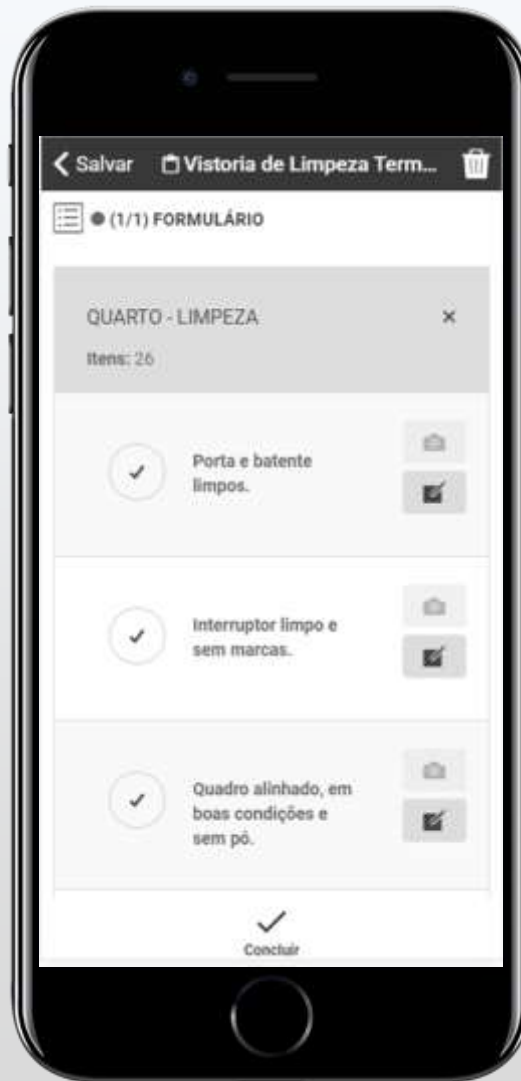 Salvar Vistoria de Limpeza Term...
(1/1) FORMULÁRIO
QUARTO - LIMPEZA
Itens: 26
Porta e batente
limpos.
Interruptor limpo e
sem marcas.
Quadro alinhado, em
boas condições e
sem pó.
Concluir